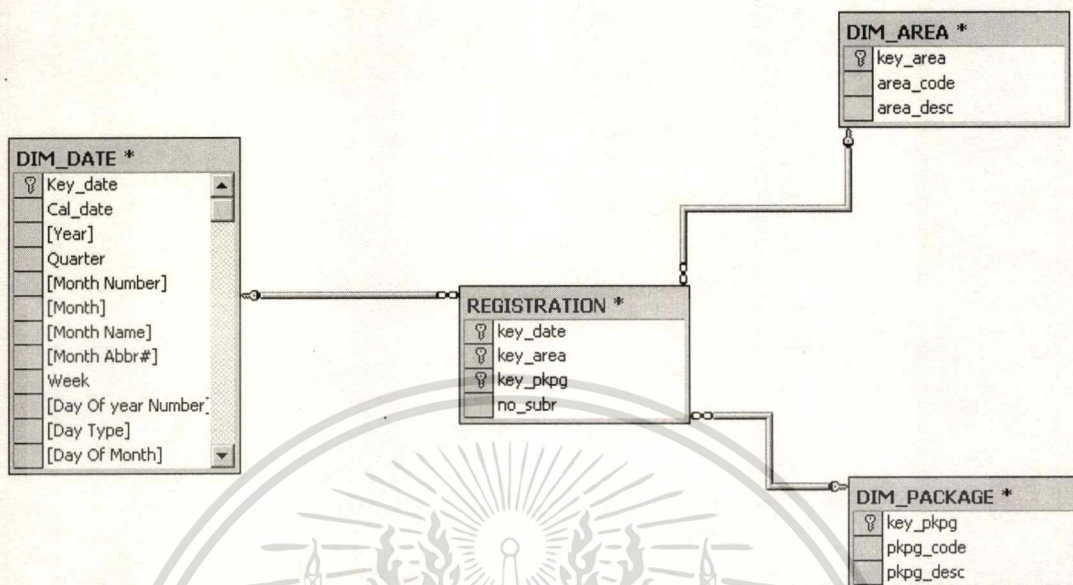 DIM_AREA *
key_area
area_code
area_desc
DIM_DATE *
Key_date
Cal_date
[Year]
Quarter
[Month Number]
[Month]
[Month Name]
[Month Abbr#]
Week
[Day Of year Number]
[Day Type]
[Day Of Month]
REGISTRATION *
key_date
key_area
key_pkpg
no_subr
DIM_PACKAGE *
key_pkpg
pkpg_code
pkpg_desc